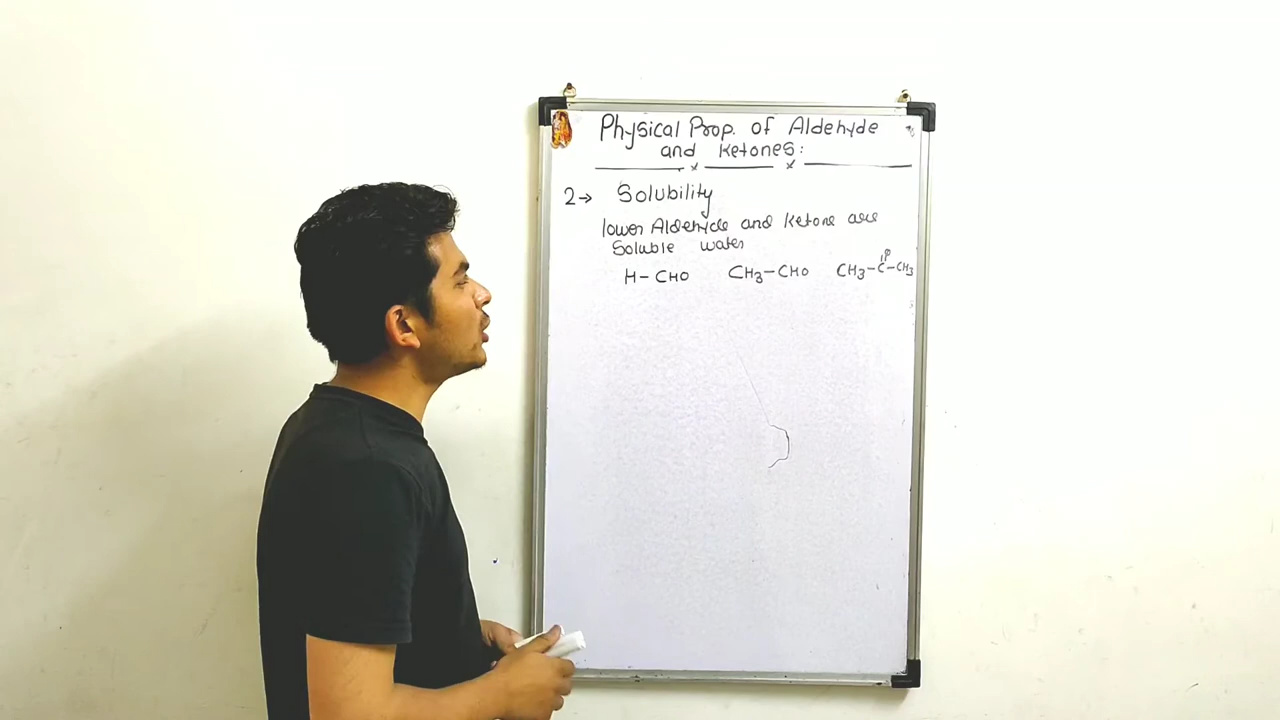 Physical Prop. of Aldehyde
and Ketones:
2→ Solubility
lower Aldehyde and Ketone are
Soluble water
H-CHO CH3-CHO CH3-C-CH3